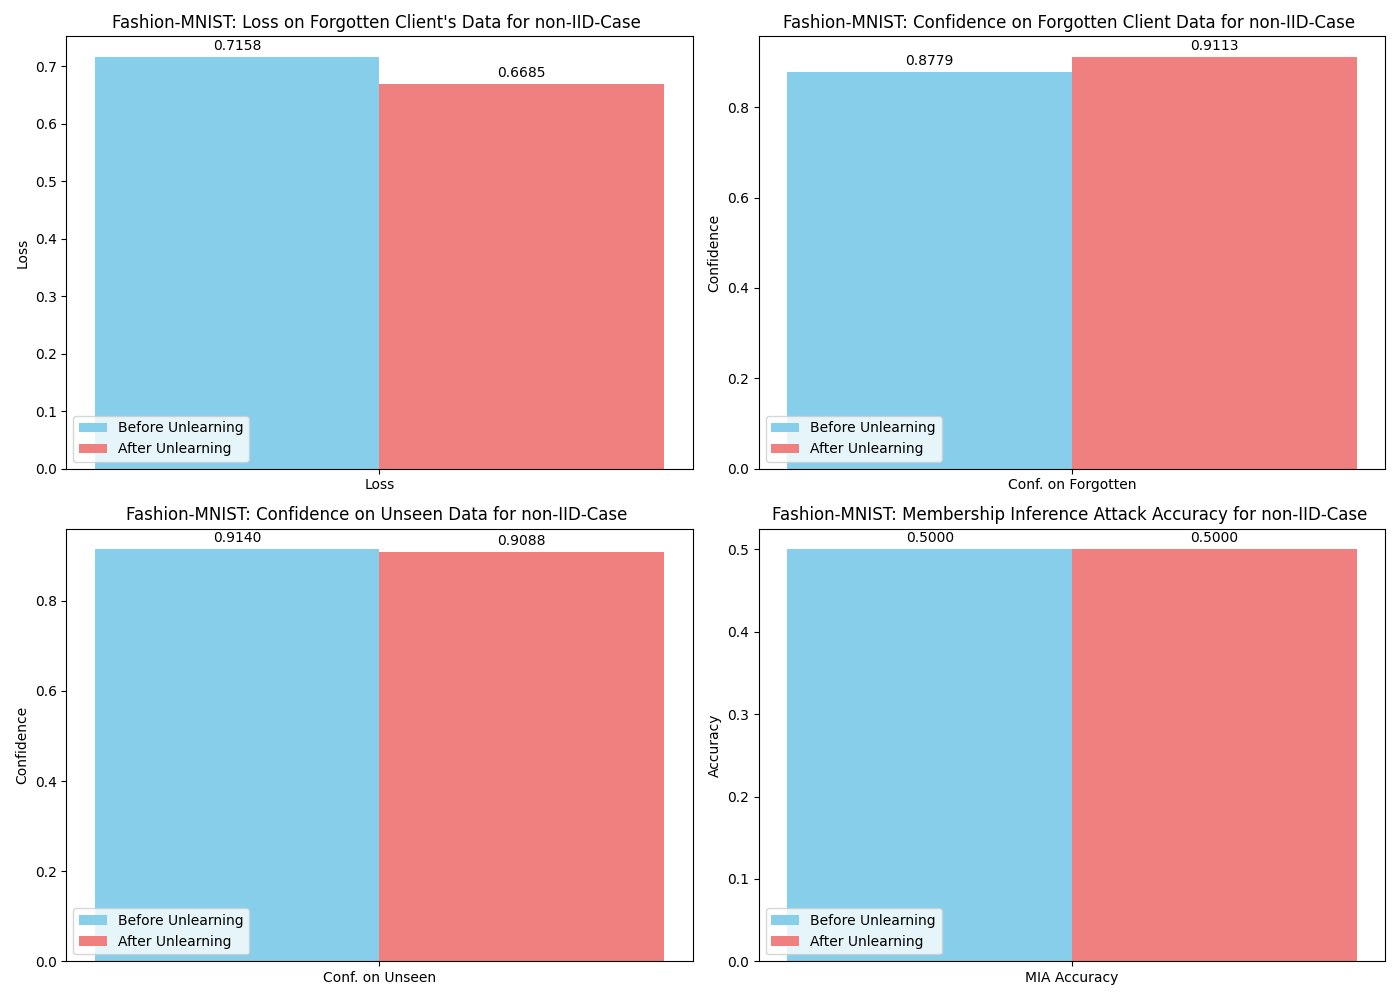 Fashion-MNIST: Loss on Forgotten Client's Data for non-IID-Case
0.7158
0.6685
0.7
0.6
0.5
0.4
0.3
0.2
0.1
0.0
Loss
Before Unlearning
After Unlearning
Loss
Fashion-MNIST: Confidence on Forgotten Client Data for non-IID-Case
0.8779
0.9113
0.8
0.6
0.4
0.2
0.0
Confidence
Before Unlearning
After Unlearning
Conf. on Forgotten
Fashion-MNIST: Confidence on Unseen Data for non-IID-Case
0.9140
0.9088
0.8
0.6
0.4
0.2
0.0
Confidence
Before Unlearning
After Unlearning
Conf. on Unseen
Fashion-MNIST: Membership Inference Attack Accuracy for non-IID-Case
0.5000
0.5000
0.5
0.4
0.3
0.2
0.1
0.0
Accuracy
Before Unlearning
After Unlearning
MIA Accuracy